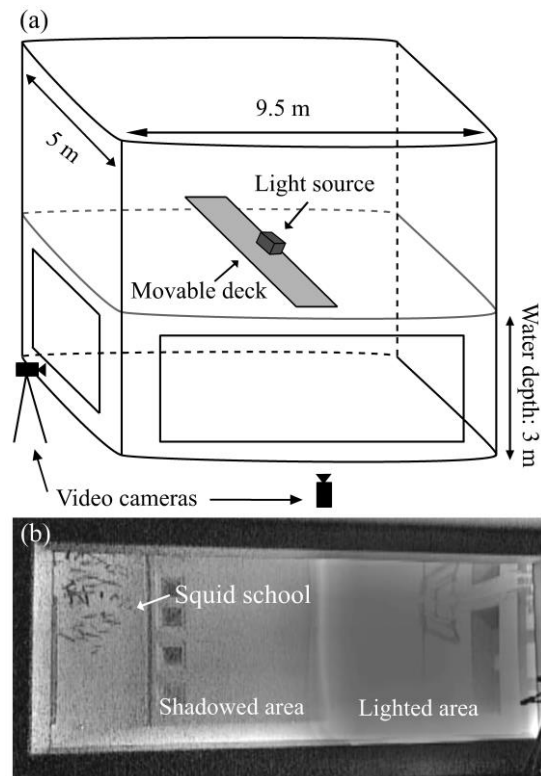 (a)
9.5 m
5 m
Light source
Movable deck
Water depth: 3 m
Video cameras
(b)
Squid school
Shadowed area
Lighted area